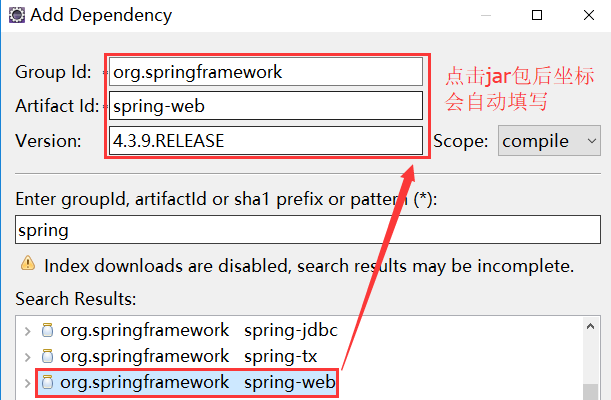 Add Dependency
Group Id: org.springframework
点击jar包后坐标
会自动填写
Artifact Id: spring-web
Version: 4.3.9.RELEASE Scope: compile
Enter groupId, artifactId or sha1 prefix or pattern (*):
spring
Index downloads are disabled, search results may be incomplete.
Search Results:
org.springframework spring-jdbc
org.springframework spring-tx
org.springframework spring-web